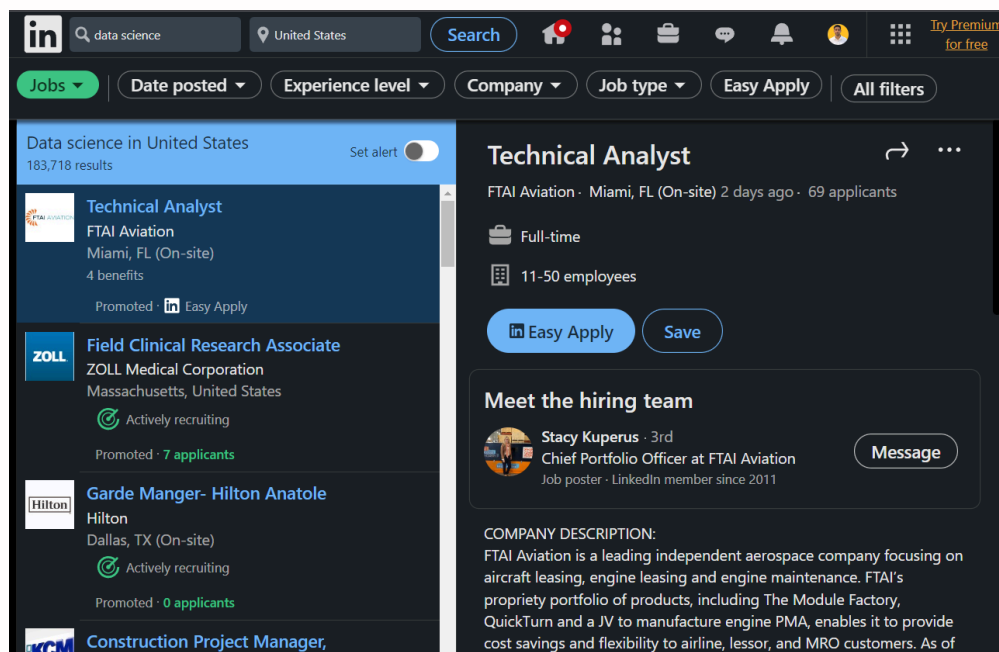 in data science United States Search Try Premium
for free
Jobs Date posted Experience level Company Job type Easy Apply All filters
Data science in United States
183,718 results
Set alert
FTAI AVIATION
Technical Analyst
FTAI Aviation
Miami, FL (On-site)
4 benefits
Promoted · in Easy Apply
ZOLL
Field Clinical Research Associate
ZOLL Medical Corporation
Massachusetts, United States
Actively recruiting
Promoted · 7 applicants
Hilton
Garde Manger- Hilton Anatole
Hilton
Dallas, TX (On-site)
Actively recruiting
Promoted · 0 applicants
KCM
Construction Project Manager,
Technical Analyst
FTAI Aviation · Miami, FL (On-site) 2 days ago · 69 applicants
Full-time
11-50 employees
in Easy Apply Save
Meet the hiring team
Stacy Kuperus · 3rd
Chief Portfolio Officer at FTAI Aviation
Job poster · LinkedIn member since 2011
Message
COMPANY DESCRIPTION:
FTAI Aviation is a leading independent aerospace company focusing on
aircraft leasing, engine leasing and engine maintenance. FTAI's
propriety portfolio of products, including The Module Factory,
QuickTurn and a JV to manufacture engine PMA, enables it to provide
cost savings and flexibility to airline, lessor, and MRO customers. As of